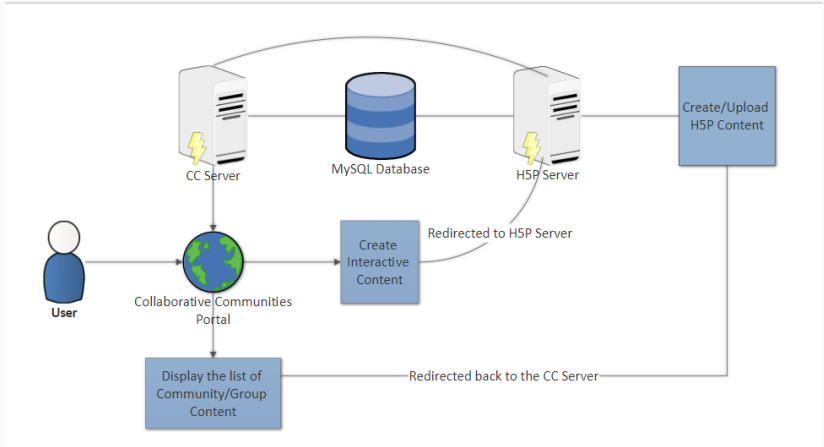 Create/Upload
H5P Content
CC Server
MySQL Database
H5P Server
Redirected to H5P Server
Create
Interactive
Content
User
Collaborative Communities
Portal
Display the list of
Community/Group
Content
Redirected back to the CC Server